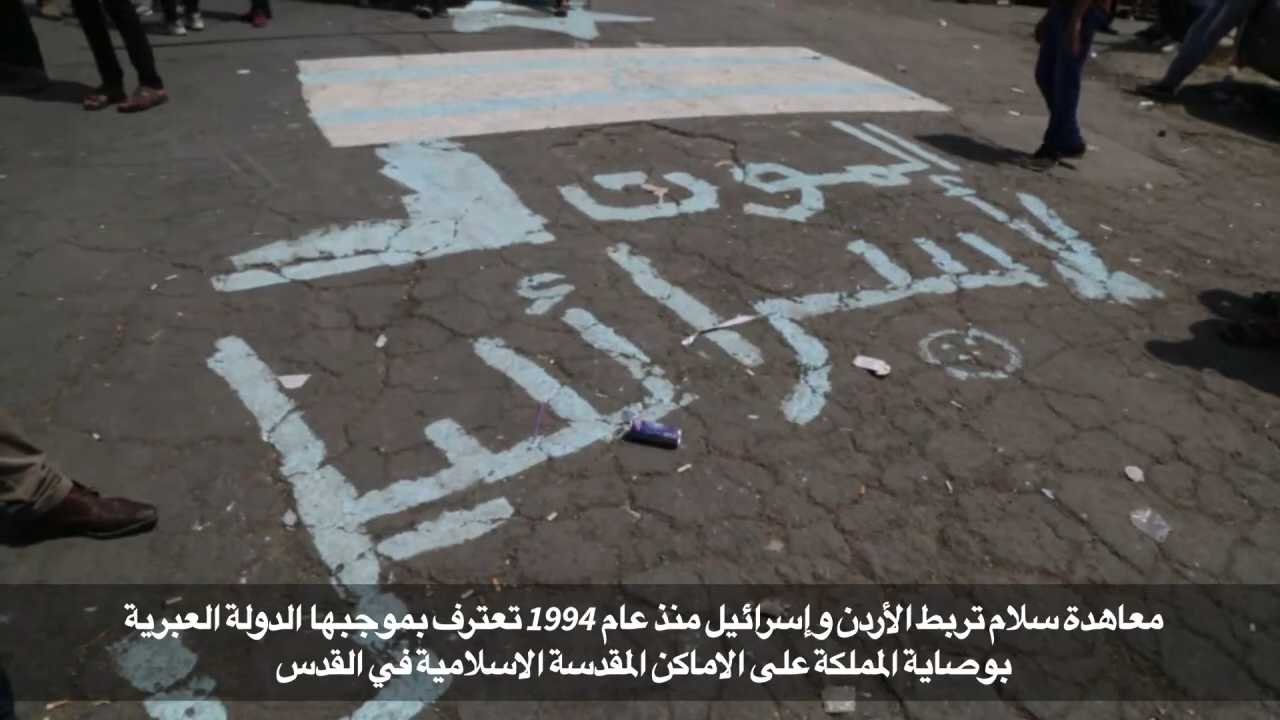 الموت
لإسرائيل
معاهدة سلام تربط الأردن وإسرائيل منذ عام 1994 تعترف بموجبها الدولة العبرية
بوصاية المملكة على الاماكن المقدسة الاسلامية في القدس